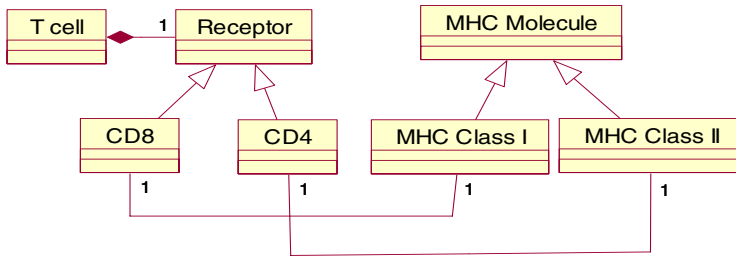 T cell
1
Receptor
MHC Molecule
CD8
CD4
MHC Class I
MHC Class II
1
1
1
1